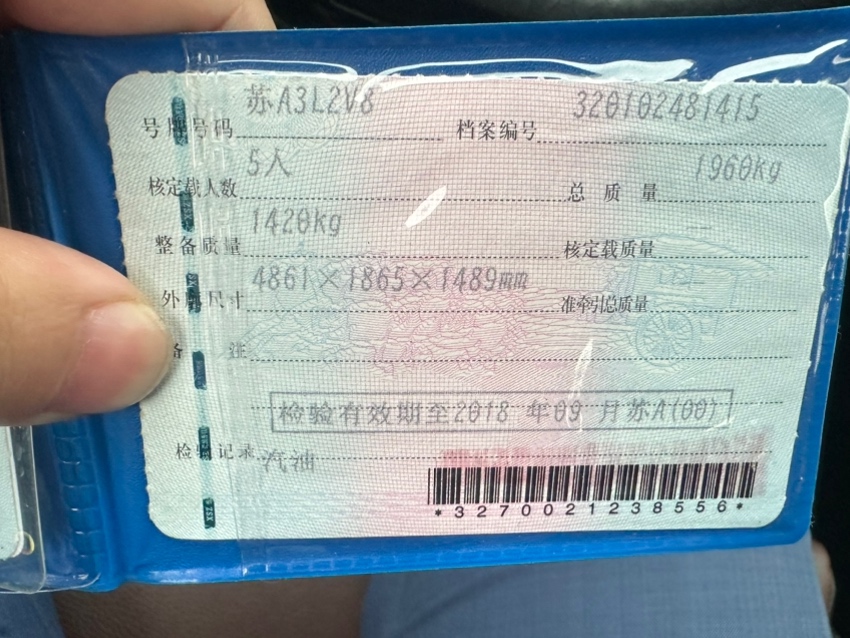 号牌号码 苏A3L2V8 档案编号 320102481415
核定载人数 5人 总质量 1960kg
整备质量 1420kg 核定载质量 --
外廓尺寸 4861×1865×1489mm 准牵引总质量
备注
检验有效期至2018年09月苏A(00)
检验记录 汽油
*3270021238556*